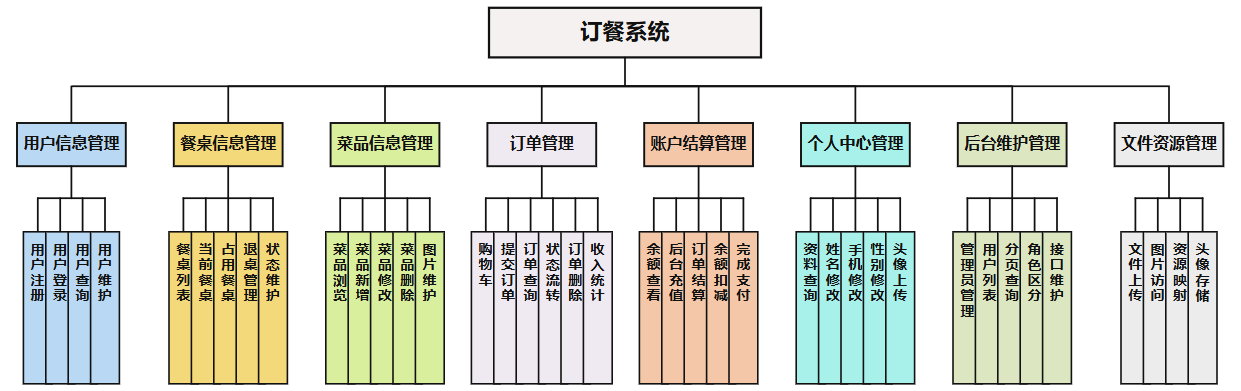 订餐系统
用户信息管理
餐桌信息管理
菜品信息管理
订单管理
账户结算管理
个人中心管理
后台维护管理
文件资源管理
用户注册
用户登录
用户查询
用户维护
餐桌列表
当前餐桌
占用餐桌
退桌管理
状态维护
菜品浏览
菜品新增
菜品修改
菜品删除
图片维护
购物车
提交订单
订单查询
状态流转
订单删除
收入统计
余额查看
后台充值
订单结算
余额扣减
完成支付
资料查询
姓名修改
手机修改
性别修改
头像上传
管理员管理
用户列表
分页查询
角色区分
接口维护
文件上传
图片访问
资源映射
头像存储